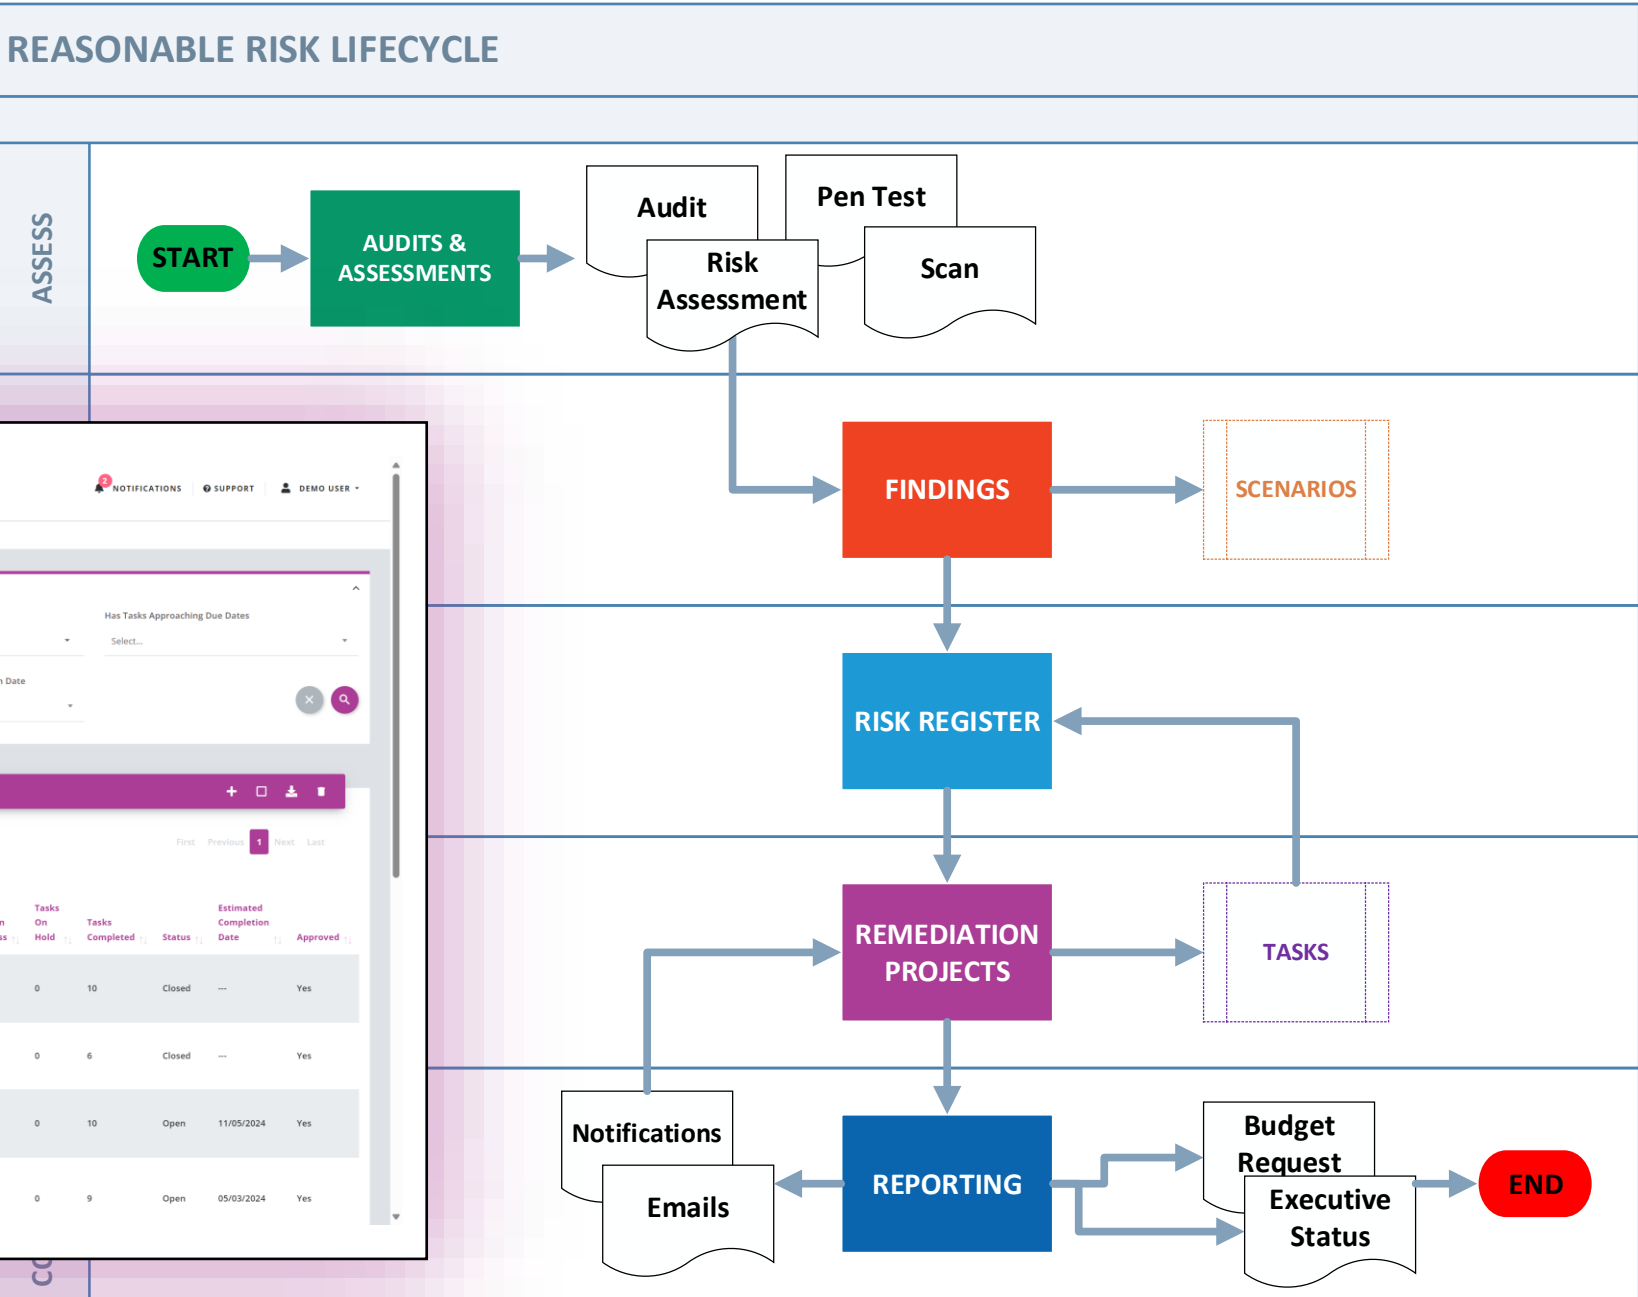 REASONABLE RISK LIFECYCLE
ASSESS
START
AUDITS &
ASSESSMENTS
Audit
Pen Test
Risk
Assessment
Scan
FINDINGS
SCENARIOS
RISK REGISTER
REMEDIATION
PROJECTS
TASKS
Notifications
Emails
REPORTING
Budget
Request
Executive
Status
END
2
NOTIFICATIONS
SUPPORT
DEMO USER
Has Tasks Approaching Due Dates
Select...
Date
First Previous 1 Next Last
Tasks
On
Hold
Tasks
Completed
Status
Estimated
Completion
Date
Approved
0 10 Closed --- Yes
0 6 Closed --- Yes
0 10 Open 11/05/2024 Yes
0 9 Open 05/03/2024 Yes